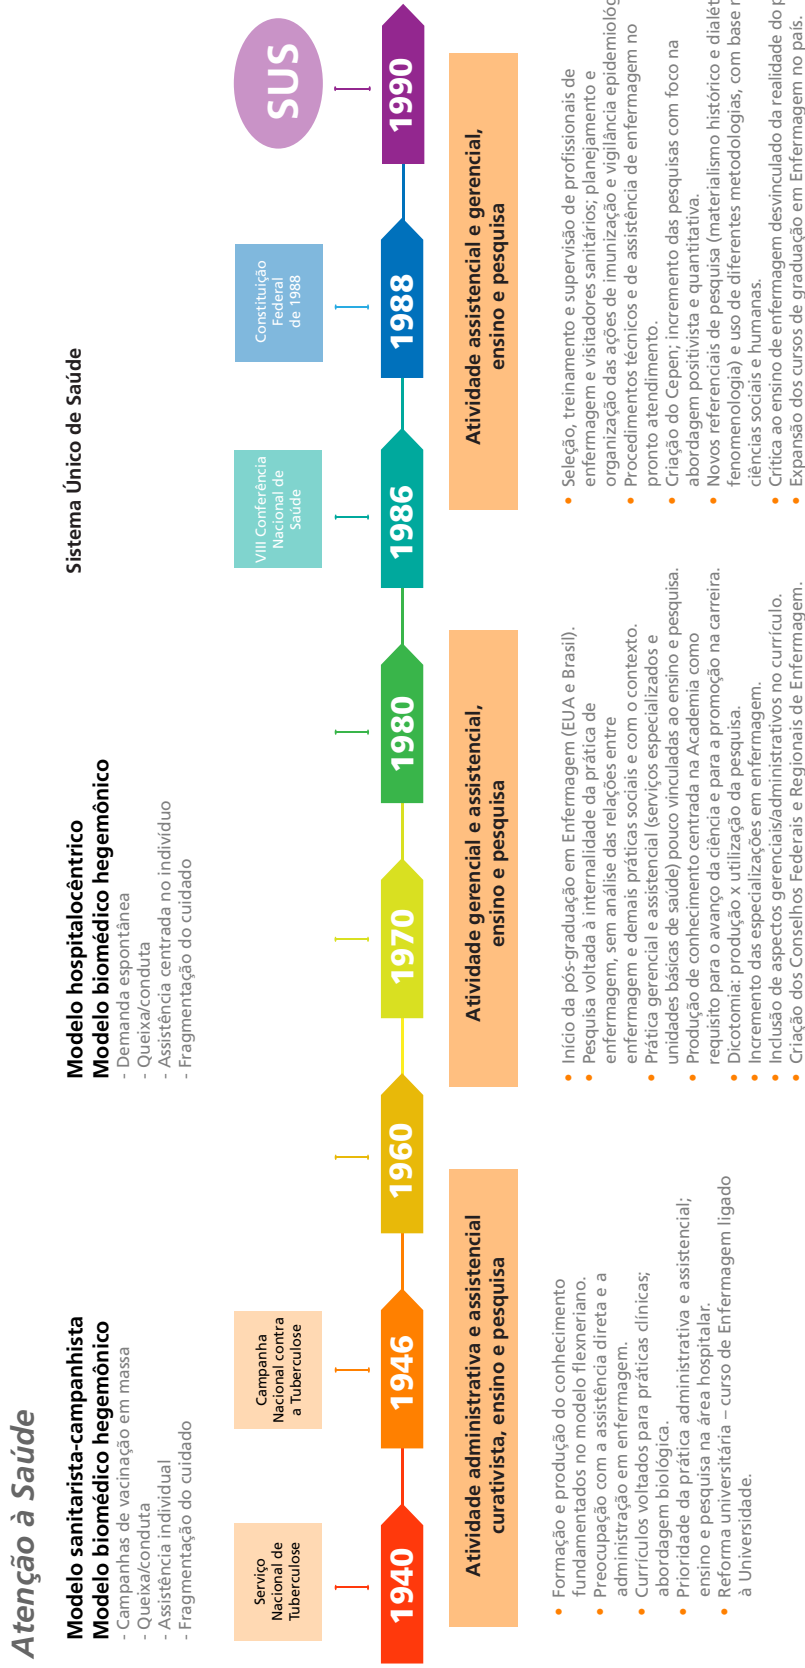 Atenção à Saúde
Modelo sanitarista-campanhista
Modelo biomédico hegemônico
- Campanhas de vacinação em massa
- Queixa/conduta
- Assistência individual
- Fragmentação do cuidado
Modelo hospitalocêntrico
Modelo biomédico hegemônico
- Demanda espontânea
- Queixa/conduta
- Assistência centrada no indivíduo
- Fragmentação do cuidado
Sistema Único de Saúde
Serviço
Nacional de
Tuberculose
Campanha
Nacional contra
a Tuberculose
VIII Conferência
Nacional de
Saúde
Constituição
Federal
de 1988
SUS
1940
1946
1960
1970
1980
1986
1988
1990
Atividade administrativa e assistencial
curativista, ensino e pesquisa
Atividade gerencial e assistencial,
ensino e pesquisa
Atividade assistencial e gerencial,
ensino e pesquisa
• Formação e produção do conhecimento
fundamentados no modelo flexneriano.
• Preocupação com a assistência direta e a
administração em enfermagem.
• Currículos voltados para práticas clínicas;
abordagem biológica.
• Prioridade da prática administrativa e assistencial;
ensino e pesquisa na área hospitalar.
• Reforma universitária – curso de Enfermagem ligado
à Universidade.
• Início da pós-graduação em Enfermagem (EUA e Brasil).
• Pesquisa voltada à internalidade da prática de
enfermagem, sem análise das relações entre
enfermagem e demais práticas sociais e com o contexto.
• Prática gerencial e assistencial (serviços especializados e
unidades básicas de saúde) pouco vinculadas ao ensino e pesquisa.
• Produção de conhecimento centrada na Academia como
requisito para o avanço da ciência e para a promoção na carreira.
• Dicotomia: produção x utilização da pesquisa.
• Incremento das especializações em enfermagem.
• Inclusão de aspectos gerenciais/administrativos no currículo.
• Criação dos Conselhos Federais e Regionais de Enfermagem.
• Seleção, treinamento e supervisão de profissionais de
enfermagem e visitadores sanitários; planejamento e
organização das ações de imunização e vigilância epidemiológ
• Procedimentos técnicos e de assistência de enfermagem no
pronto atendimento.
• Criação do Cepen; incremento das pesquisas com foco na
abordagem positivista e quantitativa.
• Novos referenciais de pesquisa (materialismo histórico e dialét
fenomenologia) e uso de diferentes metodologias, com base n
ciências sociais e humanas.
• Crítica ao ensino de enfermagem desvinculado da realidade do p
• Expansão dos cursos de graduação em Enfermagem no país.